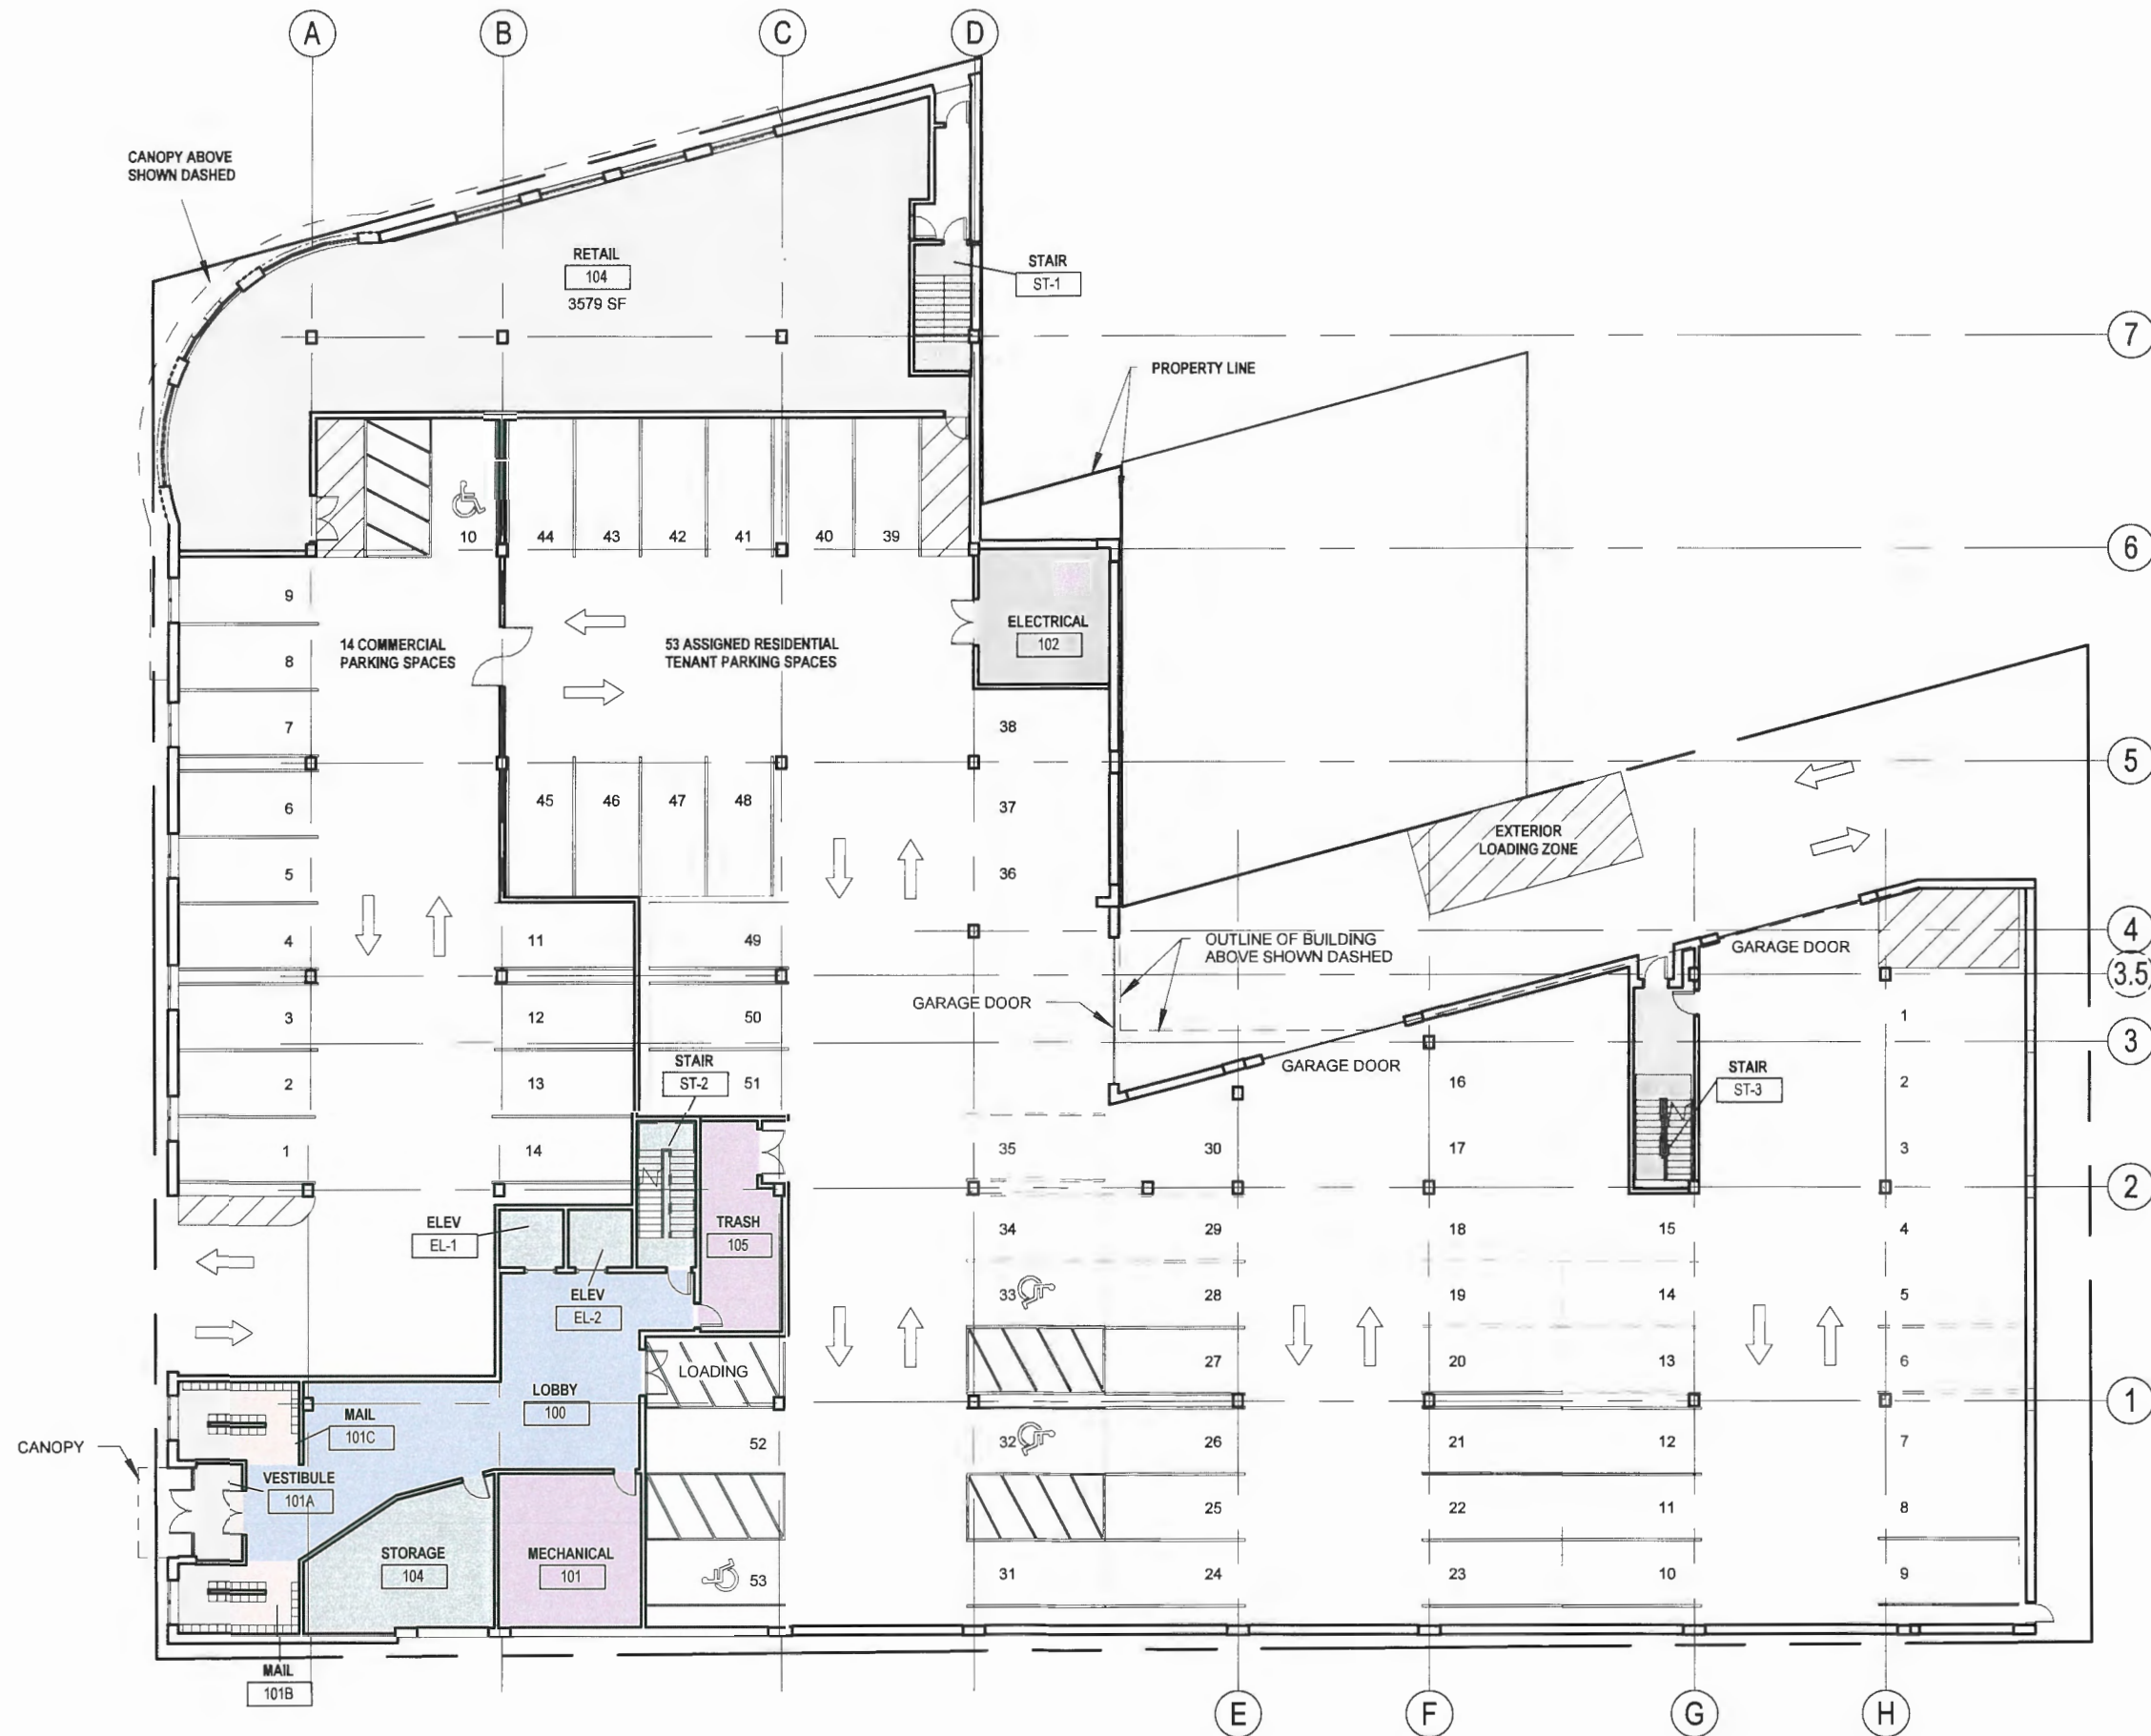 A
B
C
D
CANOPY ABOVE
SHOWN DASHED
RETAIL
104
3579 SF
STAIR
ST-1
7
PROPERTY LINE
10
44
43
42
41
40
39
6
9
ELECTRICAL
102
14 COMMERCIAL
PARKING SPACES
53 ASSIGNED RESIDENTIAL
TENANT PARKING SPACES
8
7
38
5
6
45
46
47
48
37
EXTERIOR
LOADING ZONE
5
36
4
11
49
OUTLINE OF BUILDING
ABOVE SHOWN DASHED
GARAGE DOOR
4
3.5
GARAGE DOOR
3
12
50
1
3
GARAGE DOOR
STAIR
ST-2
2
13
51
16
STAIR
ST-3
2
1
14
35
30
17
3
2
ELEV
EL-1
TRASH
105
34
29
18
15
4
ELEV
EL-2
33
28
19
14
5
LOADING
27
20
13
6
LOBBY
100
1
MAIL
101C
CANOPY
52
32
26
21
12
7
VESTIBULE
101A
25
22
11
8
STORAGE
104
MECHANICAL
101
53
31
24
23
10
9
MAIL
101B
E
F
G
H